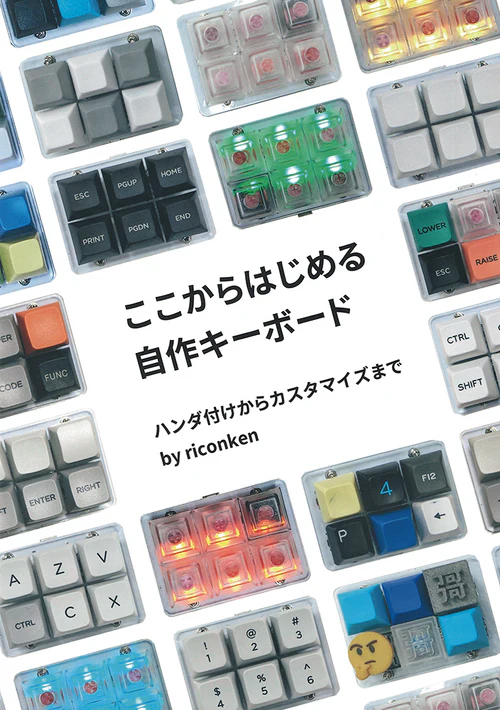 ESC PGUP HOME
PRINT PGDN END
LOWER
ESC RAISE
ここからはじめる
自作キーボード
ハンダ付けからカスタマイズまで
by riconken
CTRL
SHIFT
FUNC
ENTER RIGHT
4 F12
P ←
A Z V
CTRL C X
! 1 @ 2 # 3
$ 4 % 5 ^ 6